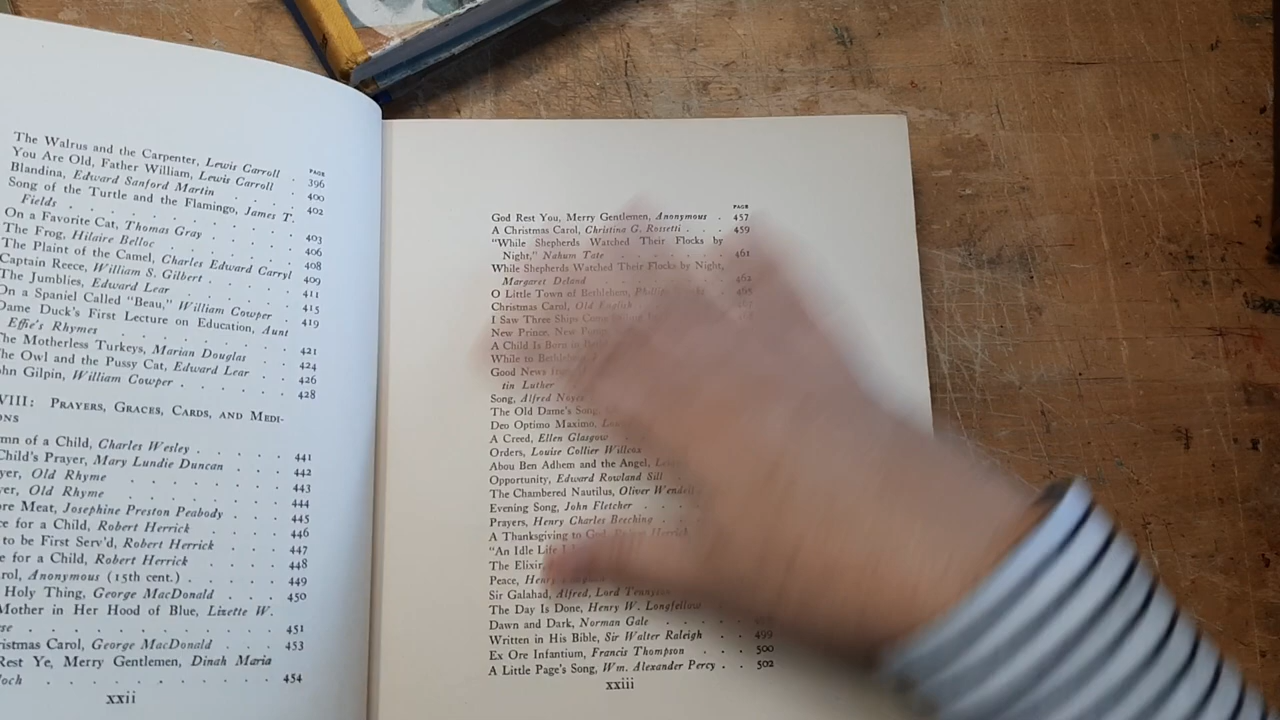 PAGE
The Walrus and the Carpenter, Lewis Carroll . 396
You Are Old, Father William, Lewis Carroll . 400
Blandina, Edward Sanford Martin . . . 402
Song of the Turtle and the Flamingo, James T.
Fields . . . . . . . . . 403
On a Favorite Cat, Thomas Gray . . . . 406
The Frog, Hilaire Belloc . . . . . . 408
The Plaint of the Camel, Charles Edward Carryl 409
Captain Reece, William S. Gilbert . . . . 411
The Jumblies, Edward Lear . . . . . 415
On a Spaniel Called "Beau," William Cowper . 419
Dame Duck's First Lecture on Education, Aunt
Effie's Rhymes . . . . . . . 421
The Motherless Turkeys, Marian Douglas . . 424
The Owl and the Pussy Cat, Edward Lear . . 426
hn Gilpin, William Cowper . . . . . 428
VIII: PRAYERS, GRACES, CARDS, AND MEDI-
ONS
mn of a Child, Charles Wesley . . . . 441
Child's Prayer, Mary Lundie Duncan . . . 442
yer, Old Rhyme . . . . . . . 443
yer, Old Rhyme . . . . . . . 444
ore Meat, Josephine Preston Peabody . . . 445
ce for a Child, Robert Herrick . . . . 446
to be First Serv'd, Robert Herrick . . . 447
e for a Child, Robert Herrick . . . . 448
rol, Anonymous (15th cent.) . . . . . 449
Holy Thing, George MacDonald . . . . 450
Mother in Her Hood of Blue, Lizette W.
se . . . . . . . . . . 451
ristmas Carol, George MacDonald . . . 453
Rest Ye, Merry Gentlemen, Dinah Maria
loch . . . . . . . . . 454
xxii
PAGE
God Rest You, Merry Gentlemen, Anonymous . 457
A Christmas Carol, Christina G. Rossetti . . . 459
"While Shepherds Watched Their Flocks by
Night," Nahum Tate . . . . . . 461
While Shepherds Watched Their Flocks by Night,
Margaret Deland . . . . . . . 462
O Little Town of Bethlehem, 465
Christmas Carol, Old English
I Saw Three Ships
New Prince, New
A Child Is Born
While to Bethlehem
Good News
tin Luther
Song, Alfred Noyes
The Old Dame's Song,
Deo Optimo Maximo,
A Creed, Ellen Glasgow
Orders, Louise Collier Willcox
Abou Ben Adhem and the Angel,
Opportunity, Edward Rowland Sill
The Chambered Nautilus, Oliver
Evening Song, John Fletcher . .
Prayers, Henry Charles Beeching . .
A Thanksgiving to God, Herrick
"An Idle Life
The Elixir,
Peace,
Sir Galahad, Alfred, Lord Tennyson
The Day Is Done, Henry W. Longfellow . .
Dawn and Dark, Norman Gale . . . .
Written in His Bible, Sir Walter Raleigh . . 499
Ex Ore Infantium, Francis Thompson . . . 500
A Little Page's Song, Wm. Alexander Percy . . 502
xxiii